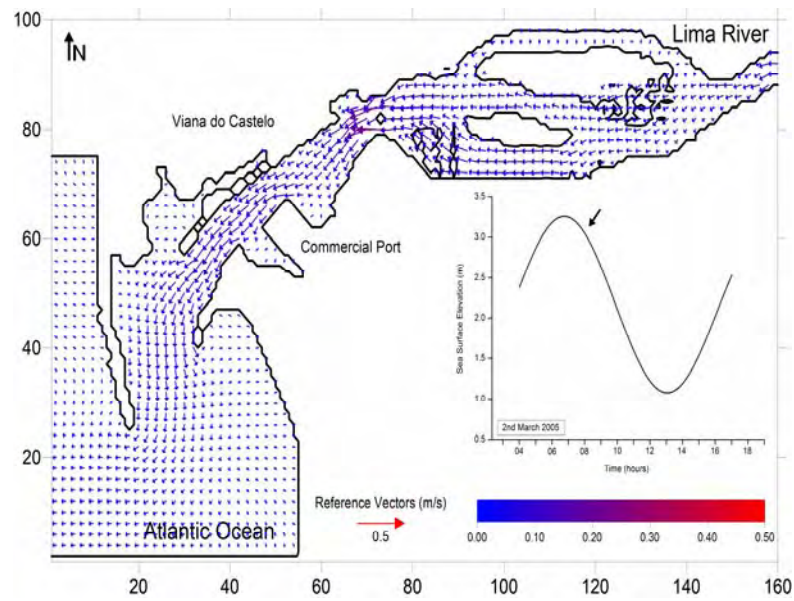 100
80
60
40
20
N
Lima River
Viana do Castelo
Commercial Port
Atlantic Ocean
3.5
3.0
2.5
2.0
1.5
1.0
0.5
Sea Surface Elevation (m)
2nd March 2005
04 06 08 10 12 14 16 18
Time (hours)
Reference Vectors (m/s)
0.5
0.00 0.10 0.20 0.30 0.40 0.50
20 40 60 80 100 120 140 160